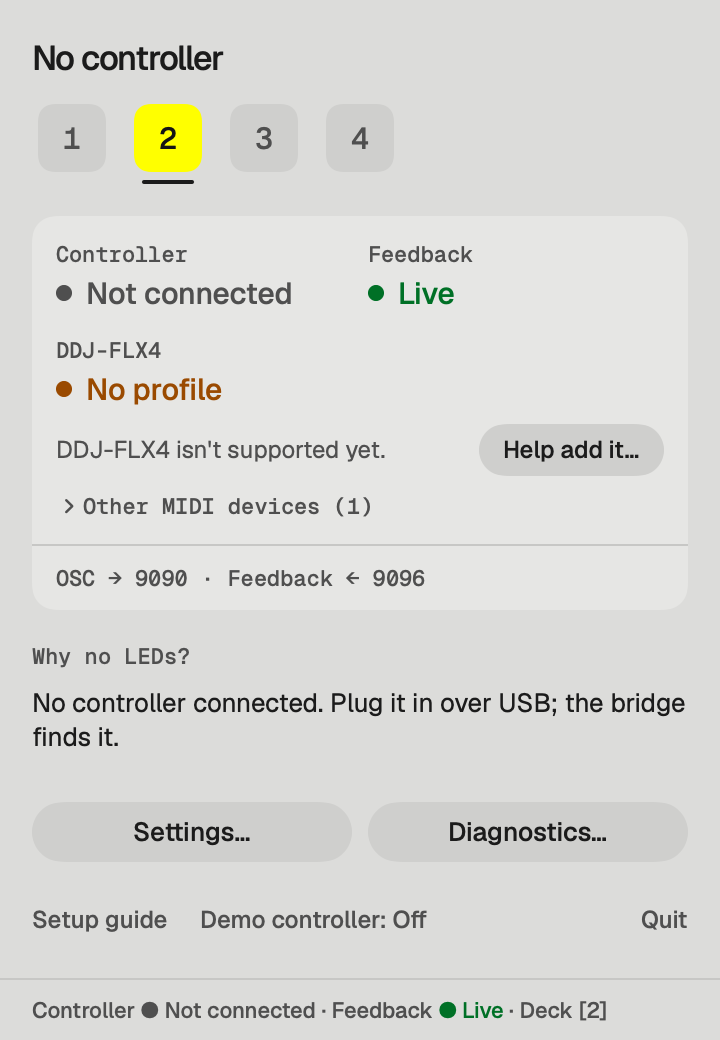 No controller
1 2 3 4
Controller Feedback
Not connected Live
DDJ-FLX4
No profile
DDJ-FLX4 isn't supported yet. Help add it…
Other MIDI devices (1)
OSC → 9090 · Feedback ← 9096
Why no LEDs?
No controller connected. Plug it in over USB; the bridge
finds it.
Settings… Diagnostics…
Setup guide Demo controller: Off Quit
Controller ● Not connected · Feedback ● Live · Deck [2]